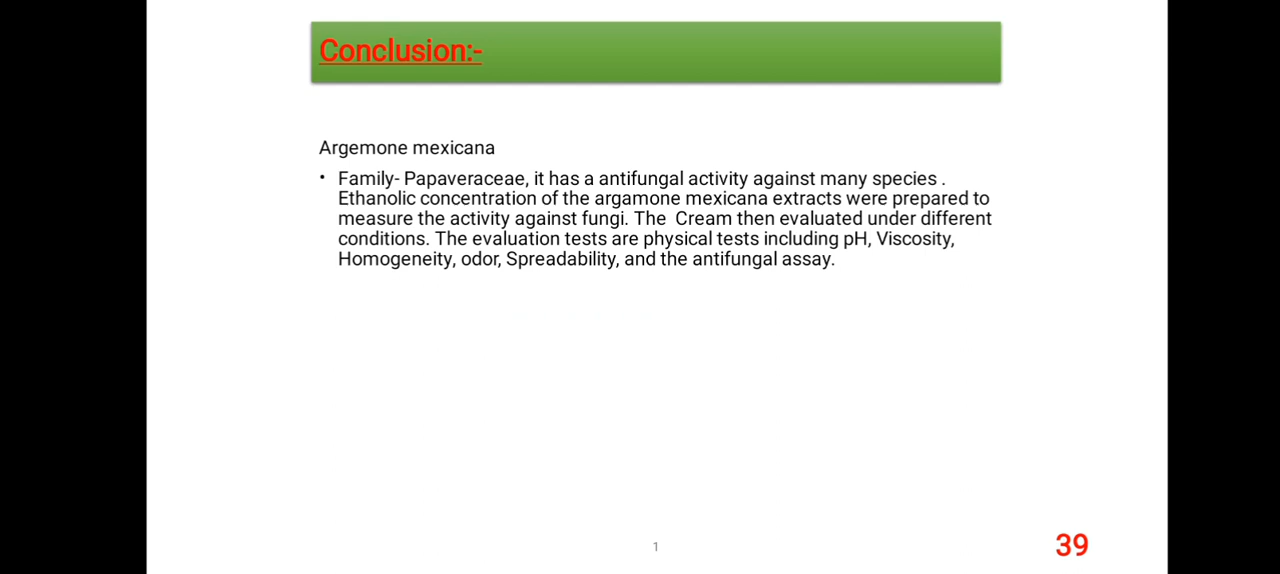 Conclusion:-
Argemone mexicana
• Family- Papaveraceae, it has a antifungal activity against many species .
Ethanolic concentration of the argamone mexicana extracts were prepared to
measure the activity against fungi. The  Cream then evaluated under different
conditions. The evaluation tests are physical tests including pH, Viscosity,
Homogeneity, odor, Spreadability, and the antifungal assay.
1
39